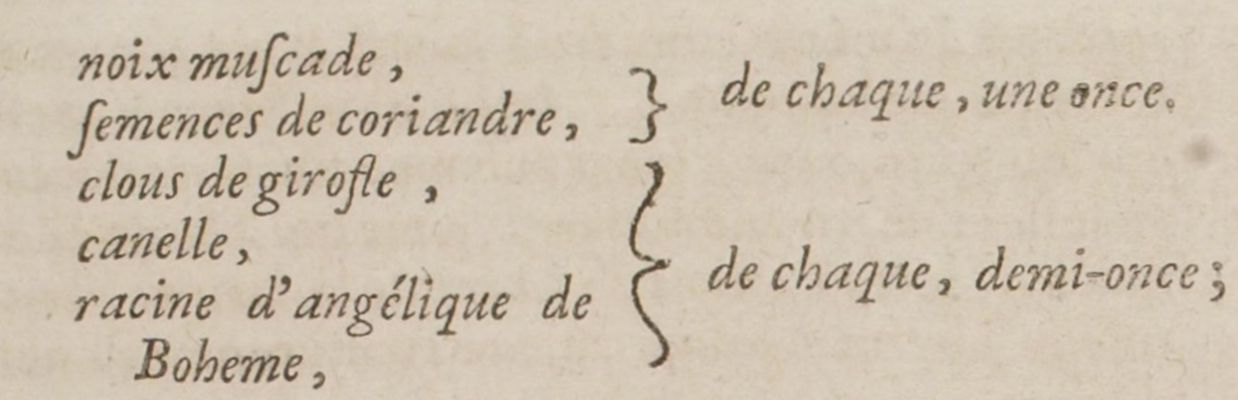 noix muſcade,
ſemences de coriandre,
} de chaque, une once.
clous de girofle,
canelle,
racine d'angélique de
Boheme,
} de chaque, demi-once;